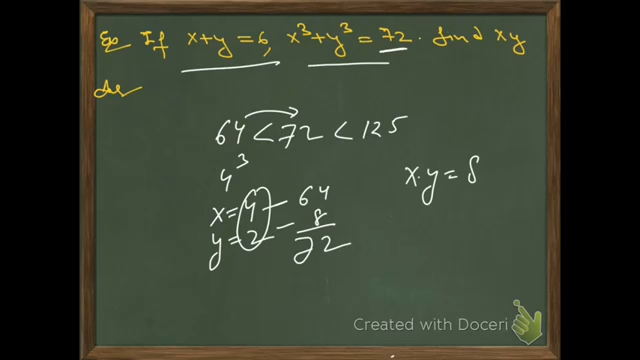 Ex If x+y=6, x³+y³=72. find xy
64 < 72 < 125
4³
x=4 — 64
y=2 — 8
72
x.y=8
Created with Doceri